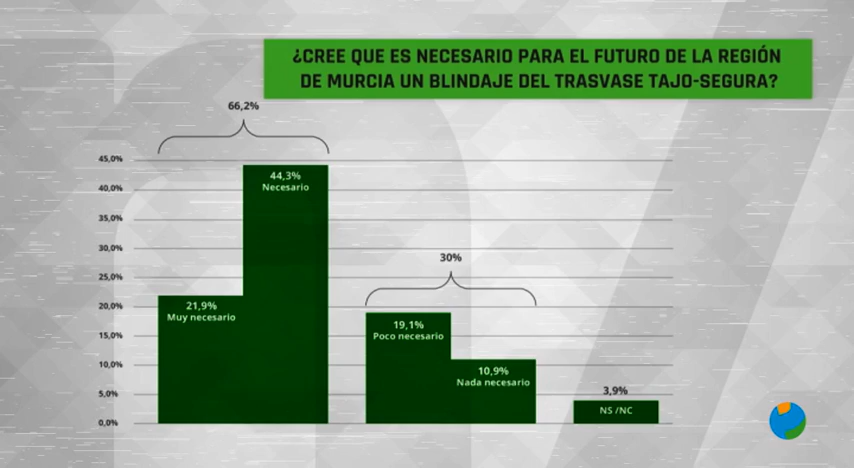 ¿CREE QUE ES NECESARIO PARA EL FUTURO DE LA REGIÓN
DE MURCIA UN BLINDAJE DEL TRASVASE TAJO-SEGURA?
66,2%
45,0%
40,0%
35,0%
30,0%
25,0%
20,0%
15,0%
10,0%
5,0%
0,0%
21,9%
Muy necesario
44,3%
Necesario
30%
19,1%
Poco necesario
10,9%
Nada necesario
3,9%
NS /NC